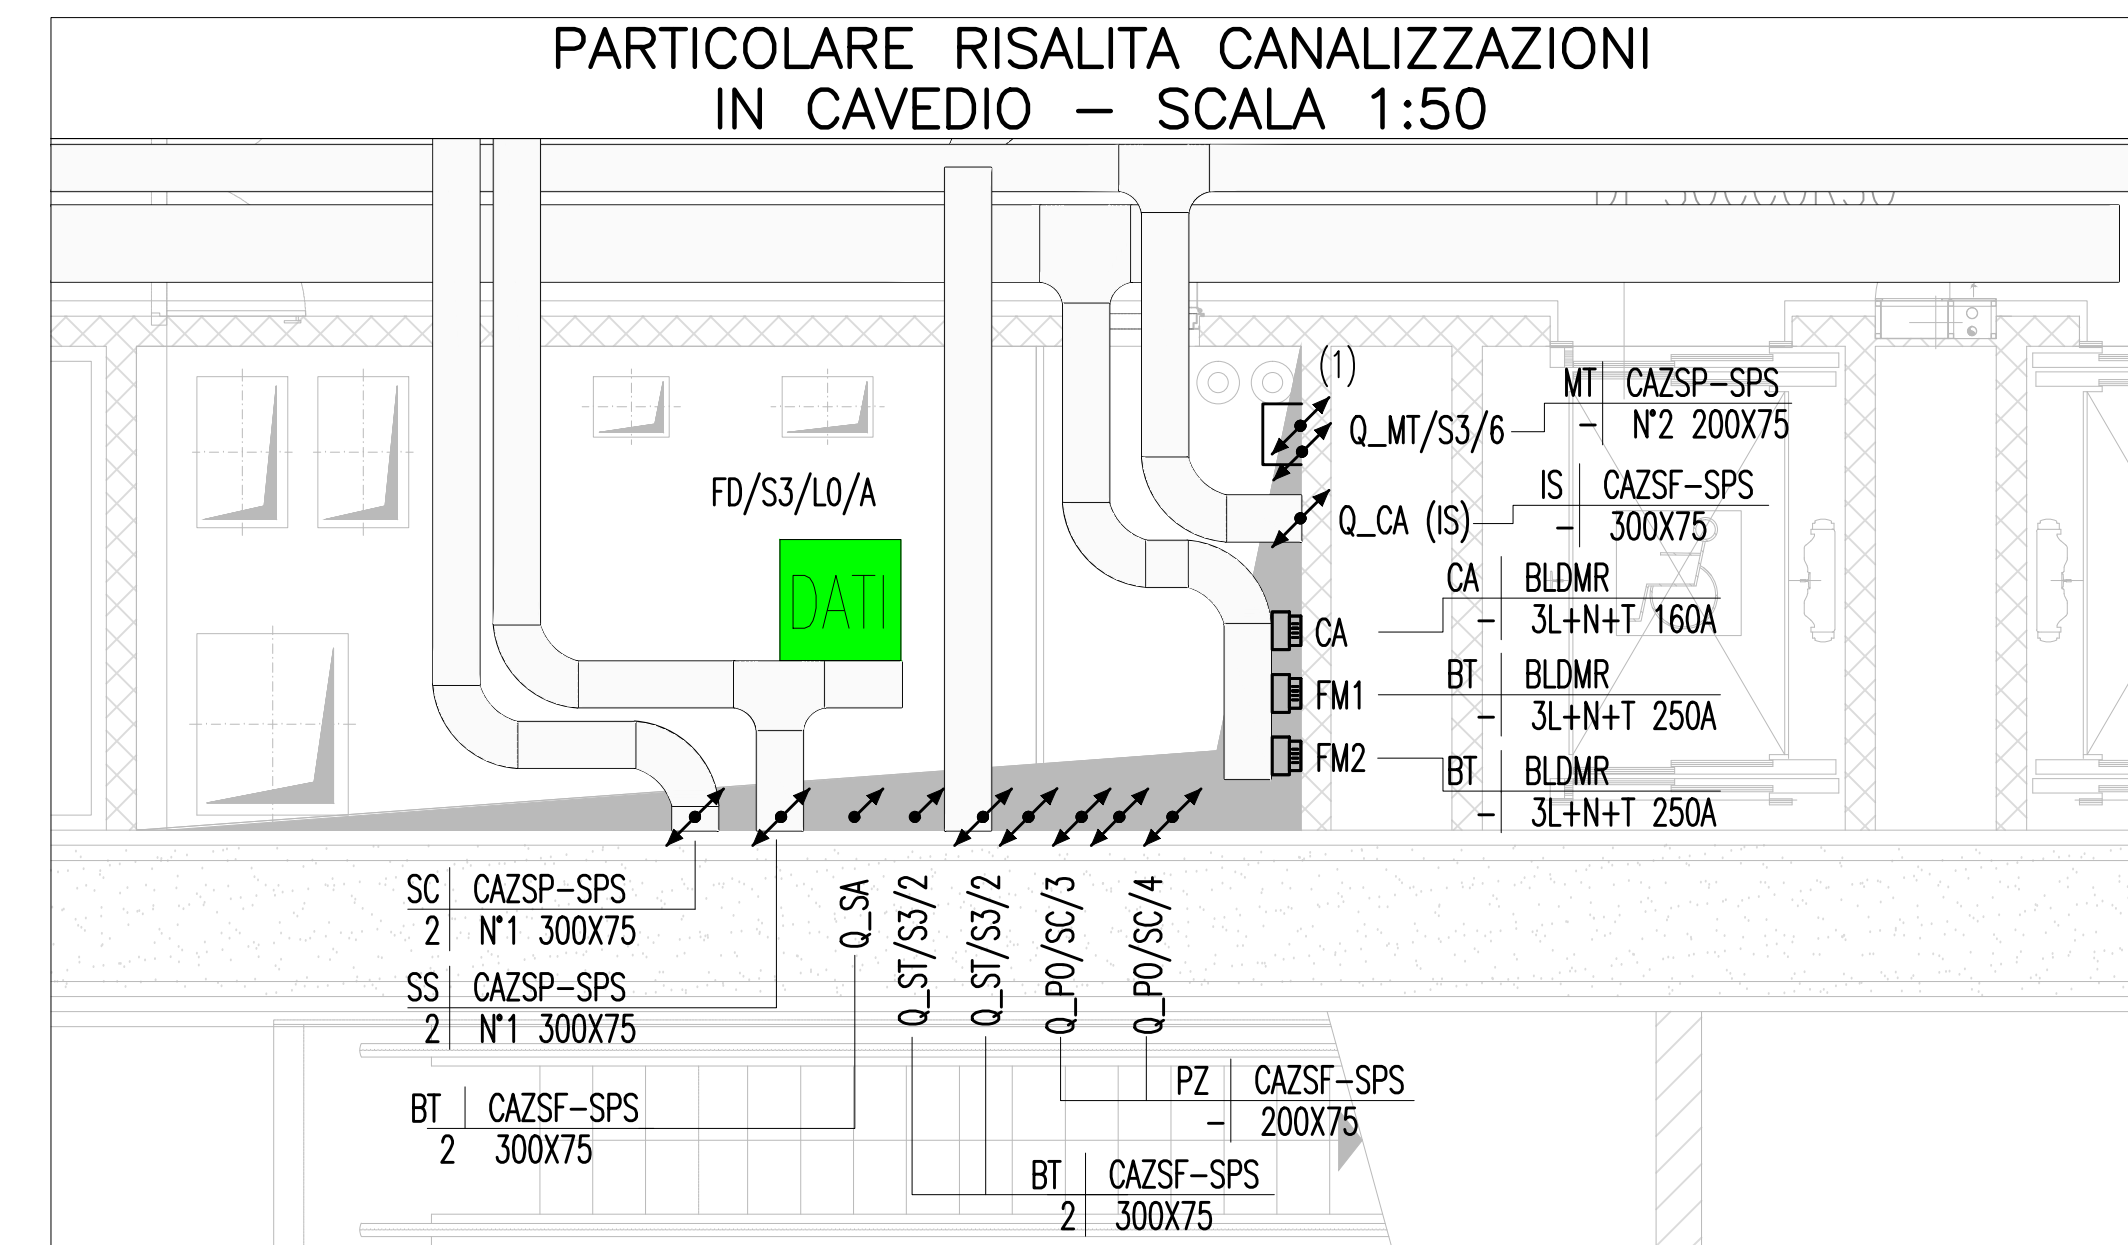 PARTICOLARE RISALITA CANALIZZAZIONI
IN CAVEDIO – SCALA 1:50
(1)
MT CAZSP–SPS
Q_MT/S3/6
– N°2 200X75
FD/S3/L0/A
IS CAZSF–SPS
Q_CA (IS)
– 300X75
DATI
CA BLDMR
CA
– 3L+N+T 160A
BT BLDMR
FM1
– 3L+N+T 250A
FM2
BT BLDMR
– 3L+N+T 250A
SC CAZSP–SPS
2 N°1 300X75
SS CAZSP–SPS
2 N°1 300X75
Q_SA
Q_ST/S3/2
Q_ST/S3/2
Q_PO/SC/3
Q_PO/SC/4
PZ CAZSF–SPS
– 200X75
BT CAZSF–SPS
2 300X75
BT CAZSF–SPS
2 300X75